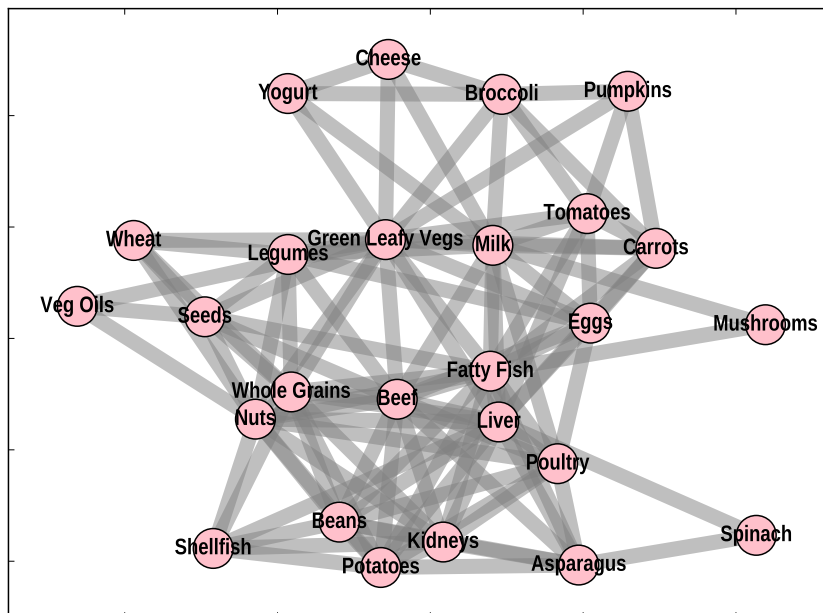 Cheese
Yogurt
Broccoli
Pumpkins
Tomatoes
Wheat
Legumes
Green Leafy Vegs
Milk
Carrots
Veg Oils
Seeds
Eggs
Mushrooms
Fatty Fish
Whole Grains
Beef
Nuts
Liver
Poultry
Beans
Shellfish
Kidneys
Spinach
Potatoes
Asparagus